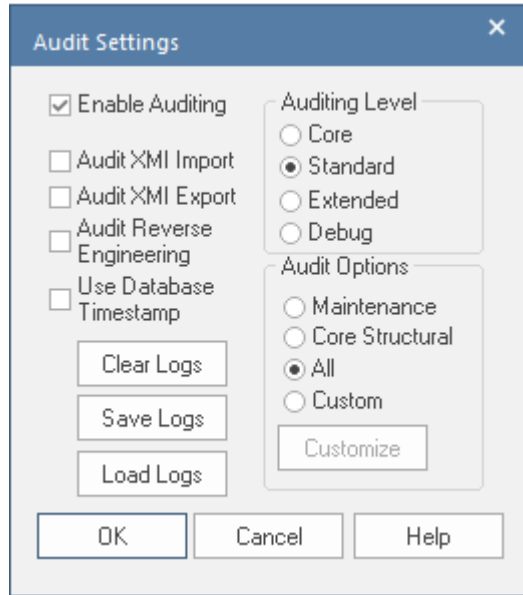 Audit Settings
Enable Auditing
Audit XMI Import
Audit XMI Export
Audit Reverse
Engineering
Use Database
Timestamp
Clear Logs
Save Logs
Load Logs
Auditing Level
Core
Standard
Extended
Debug
Audit Options
Maintenance
Core Structural
All
Custom
Customize
OK
Cancel
Help